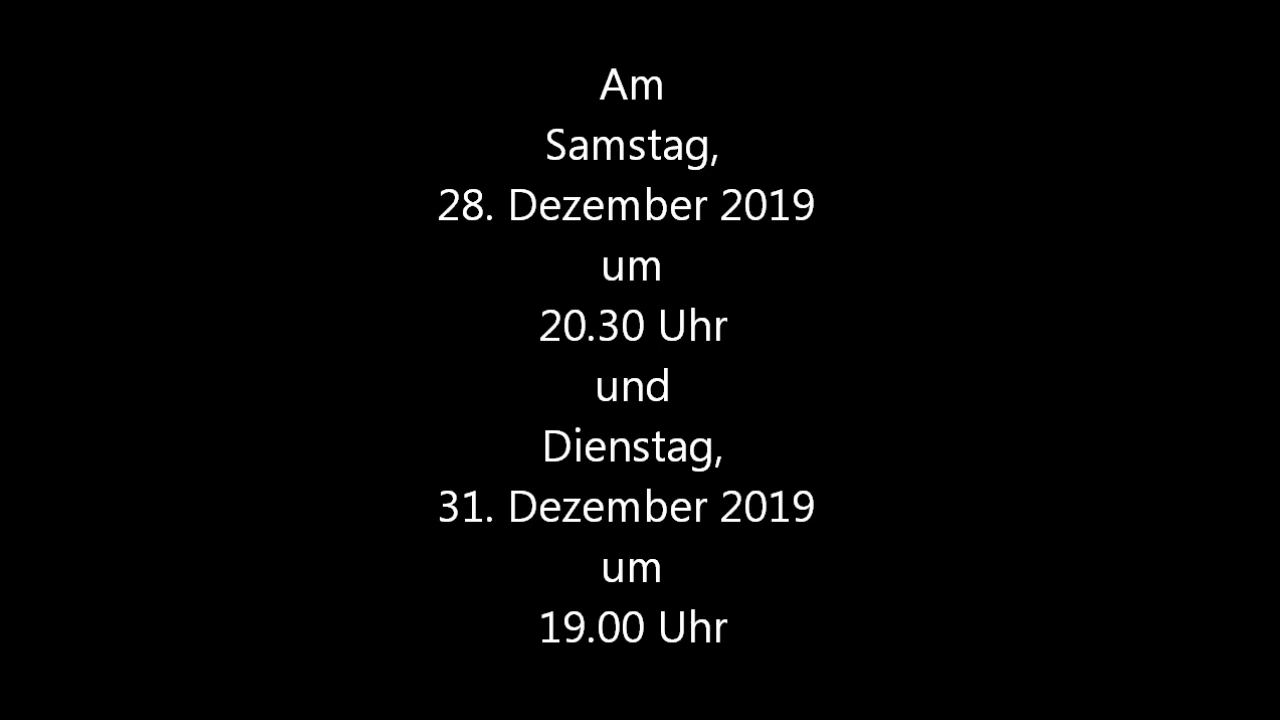 Am
Samstag,
28. Dezember 2019
um
20.30 Uhr
und
Dienstag,
31. Dezember 2019
um
19.00 Uhr